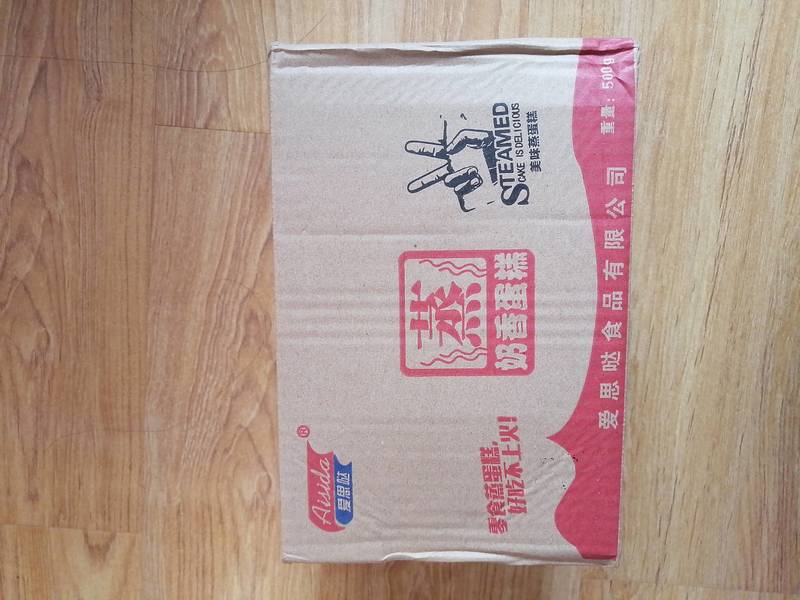 Aisida®
爱思哒
蒸
奶香蛋糕
STEAMED
CAKE IS DELICIOUS
美味蒸蛋糕
零食蒸蛋糕,
好吃不上火!
爱思哒食品有限公司
重量: 500g